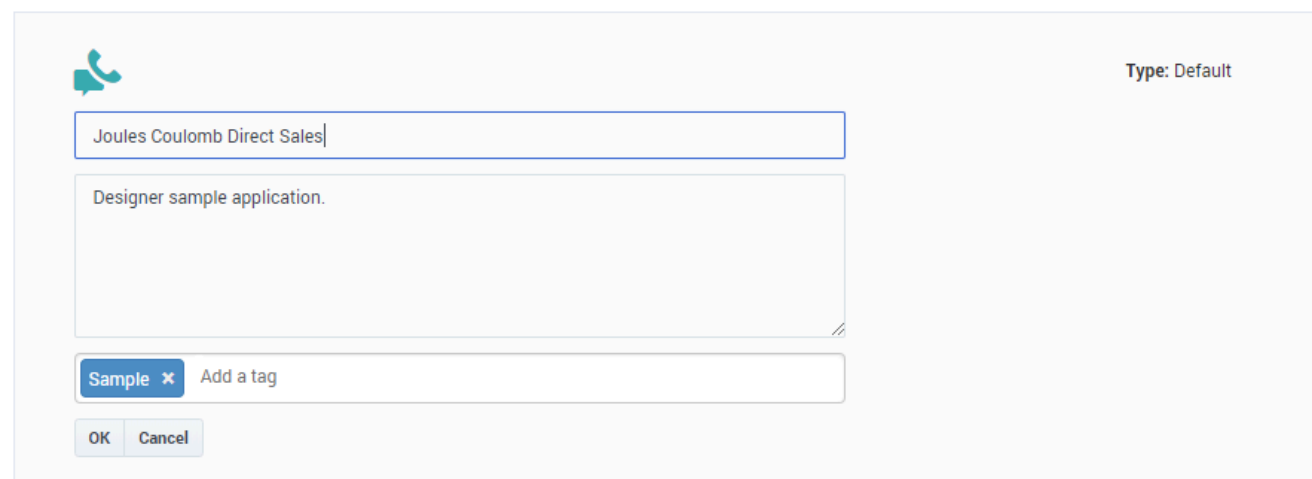 Type: Default
Joules Coulomb Direct Sales
Designer sample application.
Sample × Add a tag
OK Cancel